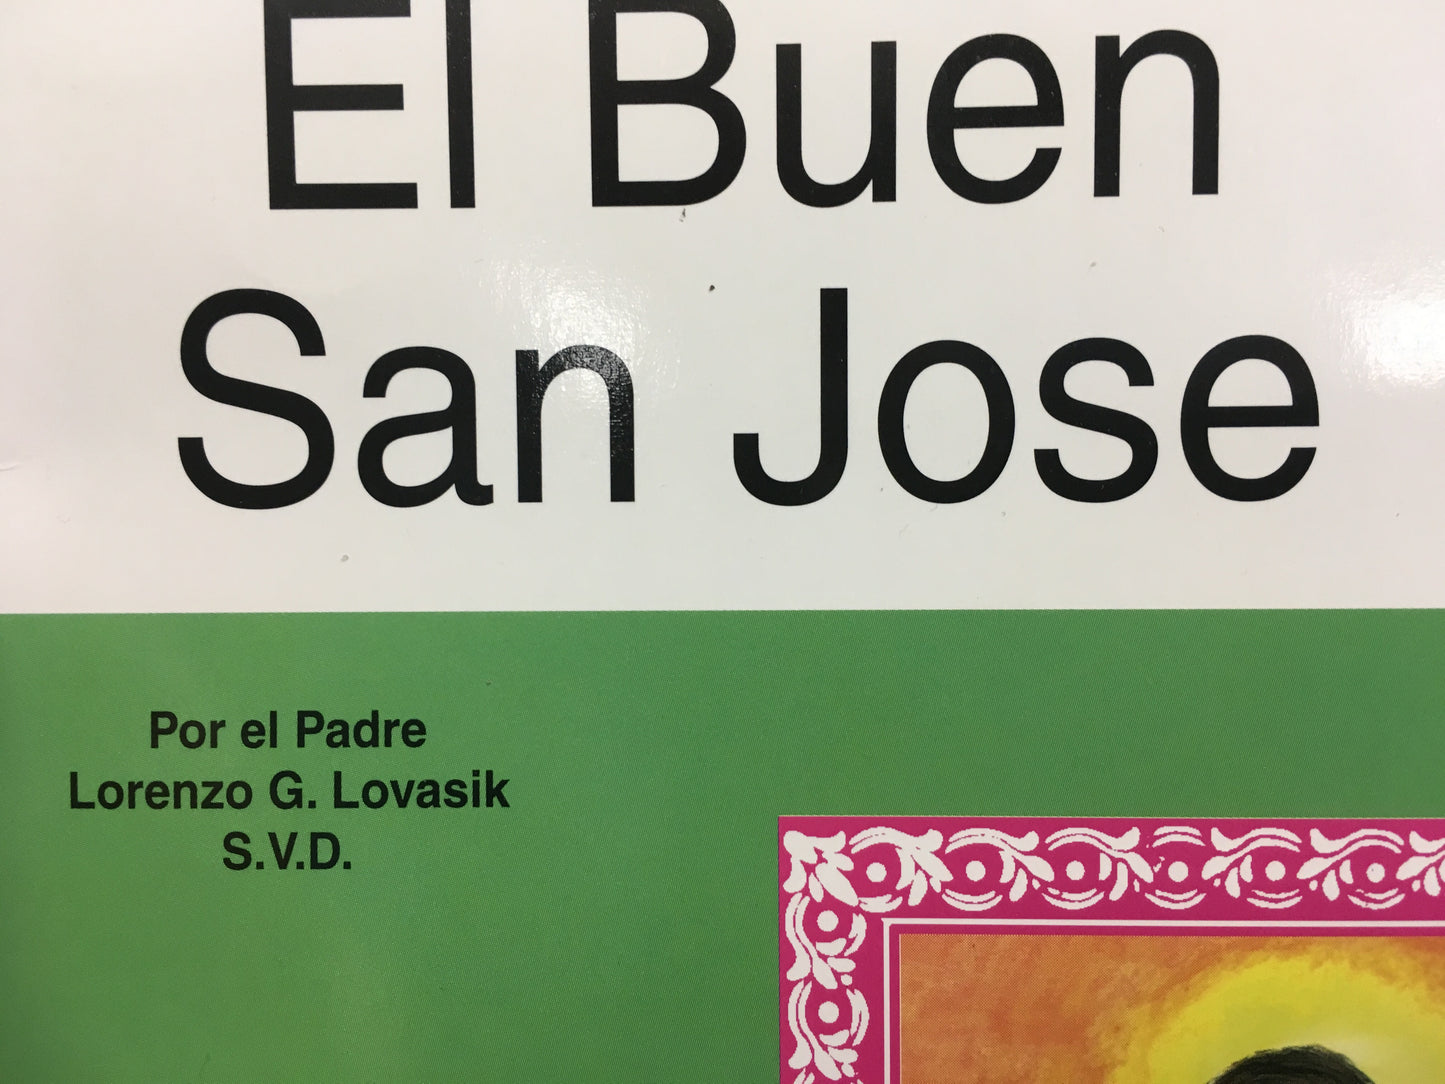 El Buen
San Jose
Por el Padre
Lorenzo G. Lovasik
S.V.D.